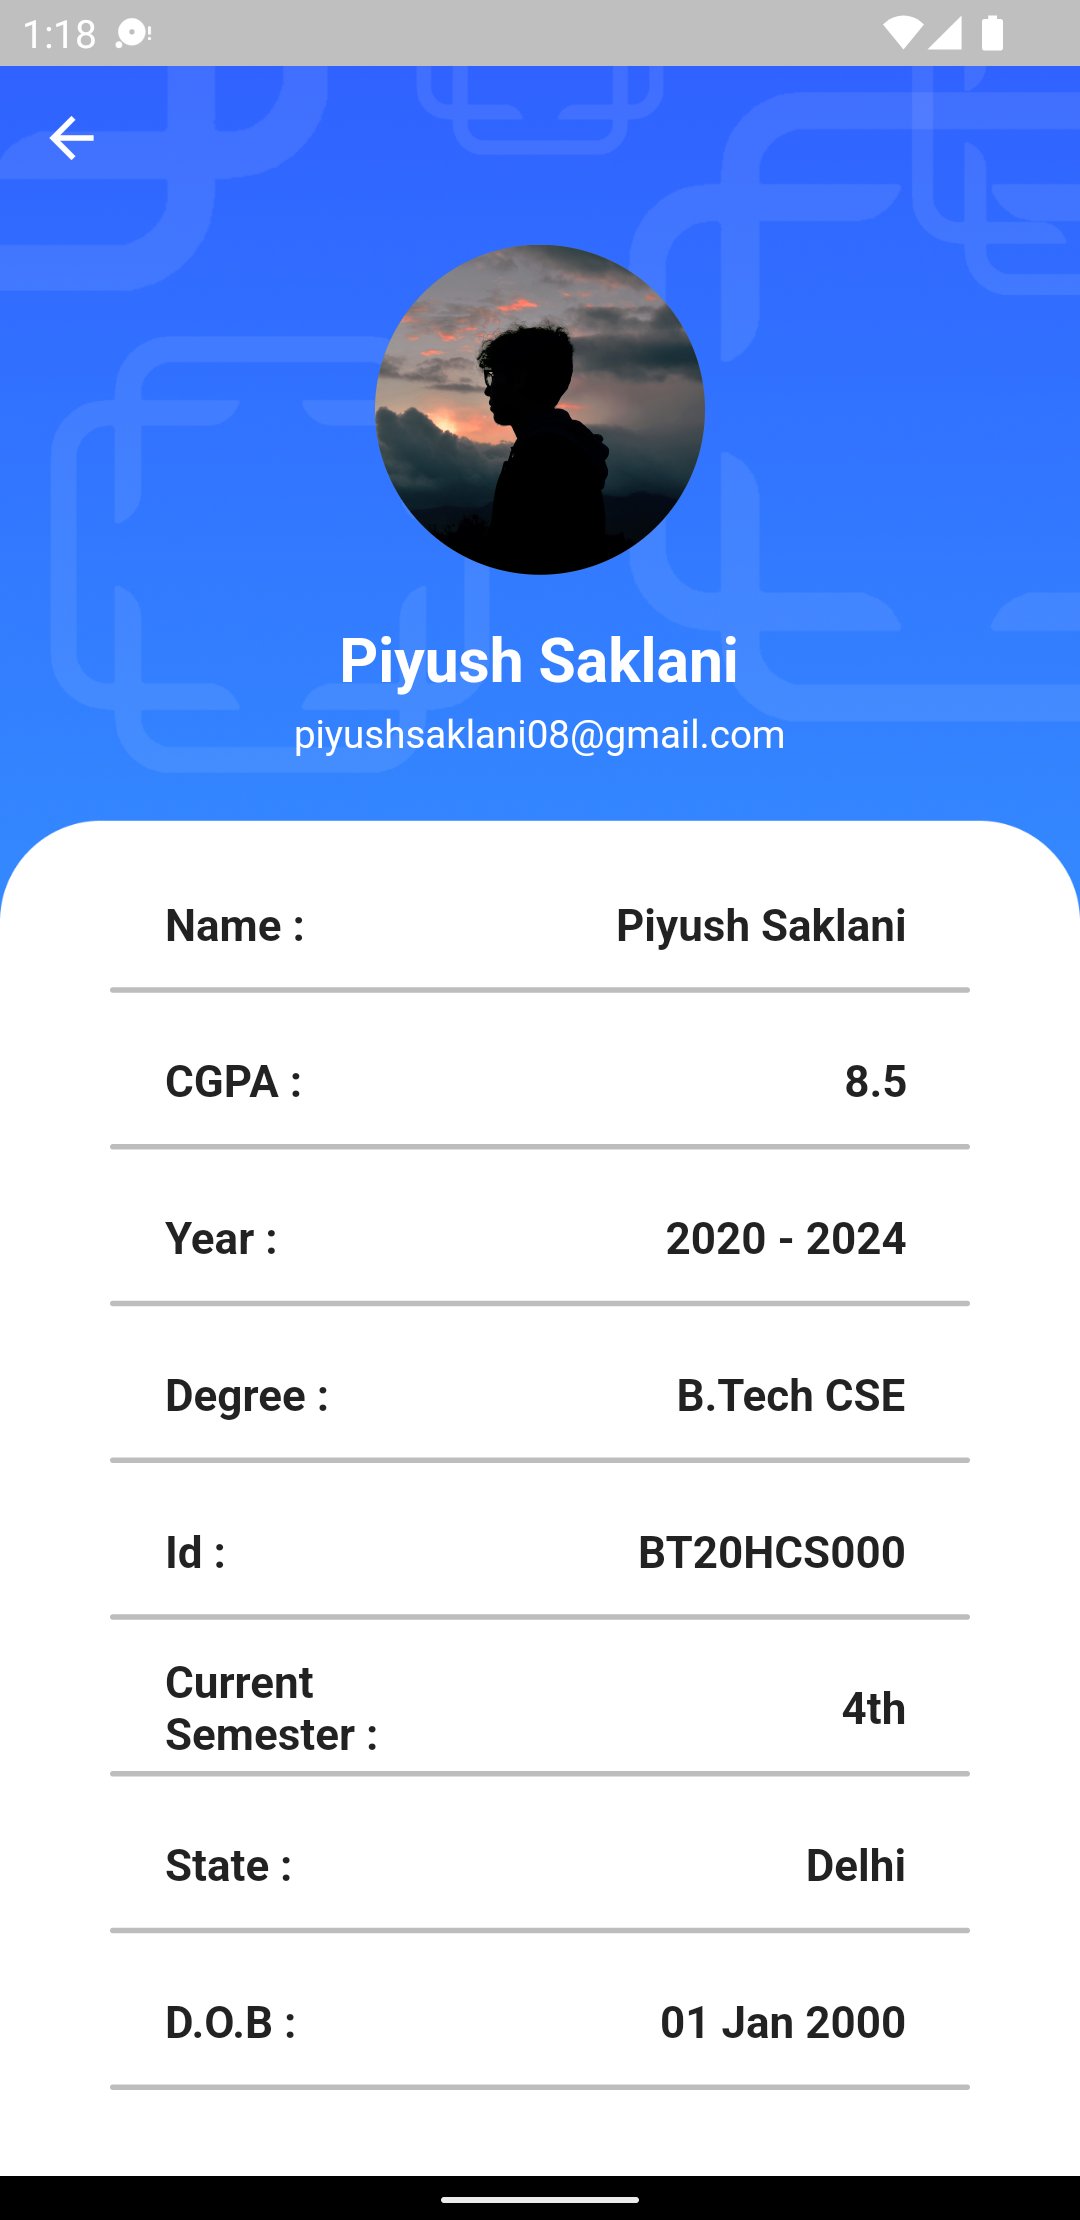 1:18
Piyush Saklani
piyushsaklani08@gmail.com
Name : Piyush Saklani
CGPA : 8.5
Year : 2020 - 2024
Degree : B.Tech CSE
Id : BT20HCS000
Current
Semester : 4th
State : Delhi
D.O.B : 01 Jan 2000